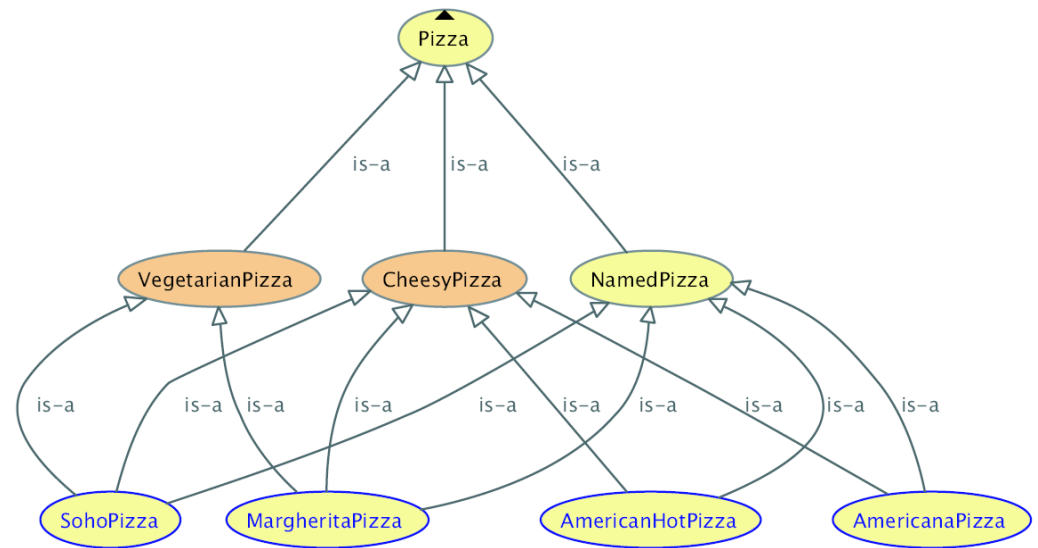 Pizza
is-a
is-a
is-a
VegetarianPizza
CheesyPizza
NamedPizza
is-a
is-a
is-a
is-a
is-a
is-a
is-a
is-a
is-a
is-a
SohoPizza
MargheritaPizza
AmericanHotPizza
AmericanaPizza